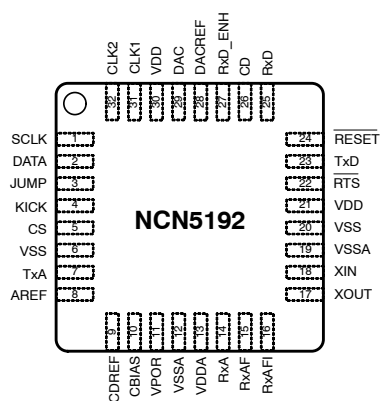 CLK2 CLK1 VDD DAC DACREF RxD_ENH CD RxD
32 31 30 29 28 27 26 25
SCLK 1 24 RESET
DATA 2 23 TxD
JUMP 3 22 RTS
KICK 4 21 VDD
CS 5 NCN5192 20 VSS
VSS 6 19 VSSA
TxA 7 18 XIN
AREF 8 17 XOUT
9 10 11 12 13 14 15 16
CDREF CBIAS VPOR VSSA VDDA RxA RxAF RxAFI